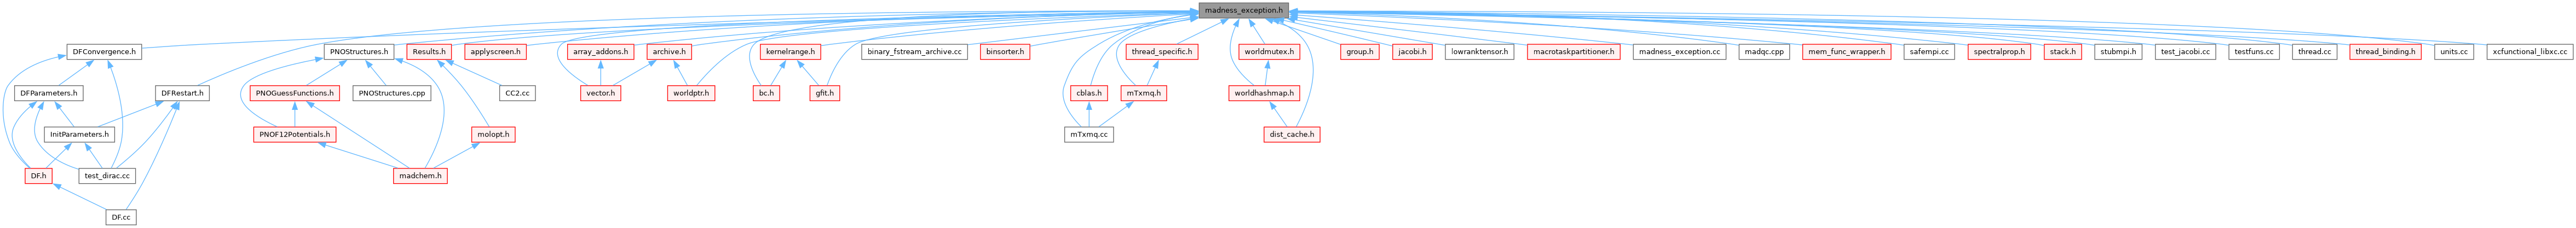 madness_exception.h
DFConvergence.h
PNOStructures.h
Results.h
applyscreen.h
array_addons.h
archive.h
kernelrange.h
binary_fstream_archive.cc
binsorter.h
thread_specific.h
worldmutex.h
group.h
jacobi.h
lowranktensor.h
macrotaskpartitioner.h
madness_exception.cc
madqc.cpp
mem_func_wrapper.h
safempi.cc
spectralprop.h
stack.h
stubmpi.h
test_jacobi.cc
testfuns.cc
thread.cc
thread_binding.h
units.cc
xcfunctional_libxc.cc
DFParameters.h
DFRestart.h
PNOGuessFunctions.h
PNOStructures.cpp
CC2.cc
vector.h
worldptr.h
bc.h
gfit.h
cblas.h
mTxmq.h
worldhashmap.h
InitParameters.h
PNOF12Potentials.h
molopt.h
mTxmq.cc
dist_cache.h
DF.h
test_dirac.cc
madchem.h
DF.cc